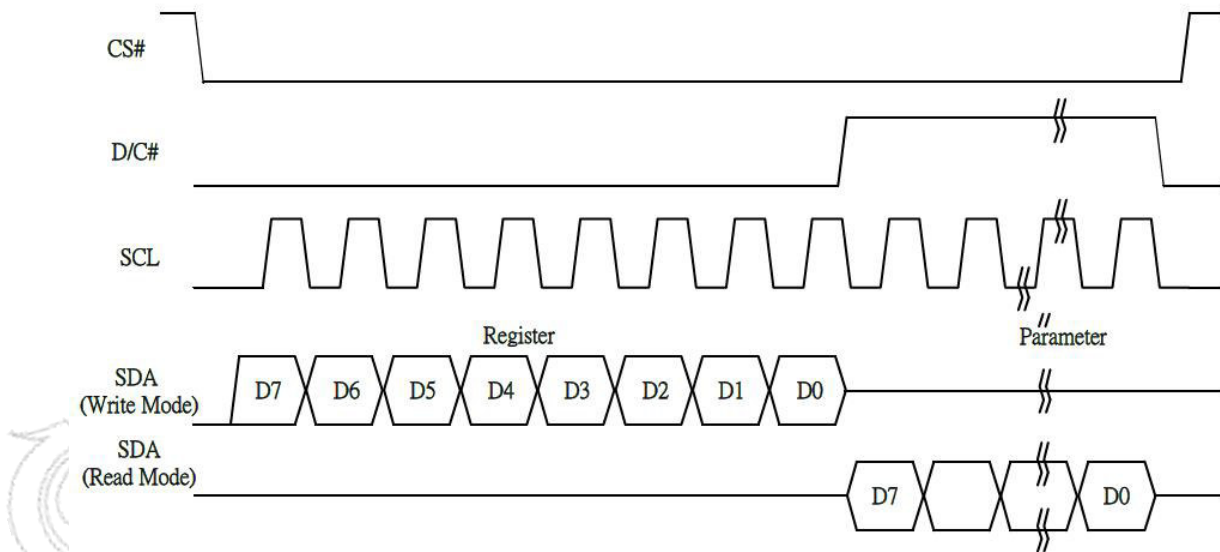 CS#
D/C#
SCL
Register
Parameter
SDA
(Write Mode)
D7 D6 D5 D4 D3 D2 D1 D0
SDA
(Read Mode)
D7 D0